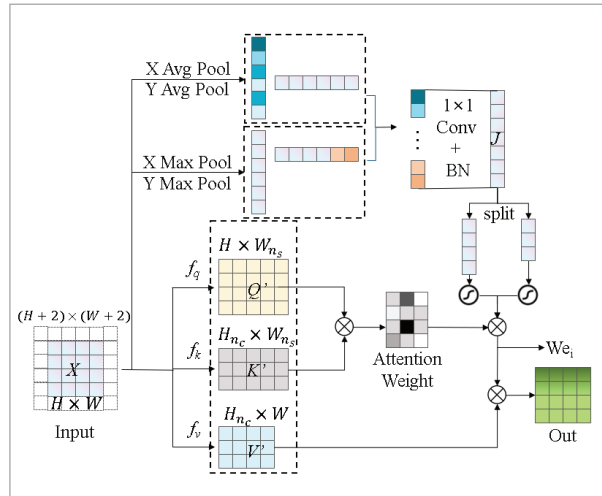 X Avg Pool
Y Avg Pool
X Max Pool
Y Max Pool
1×1
Conv
+
BN
J
split
H × W_{n_s}
f_q
Q'
(H + 2) × (W + 2)
X
H × W
Input
f_k
H_{n_c} × W_{n_s}
K'
Attention
Weight
We_i
f_v
H_{n_c} × W
V'
Out